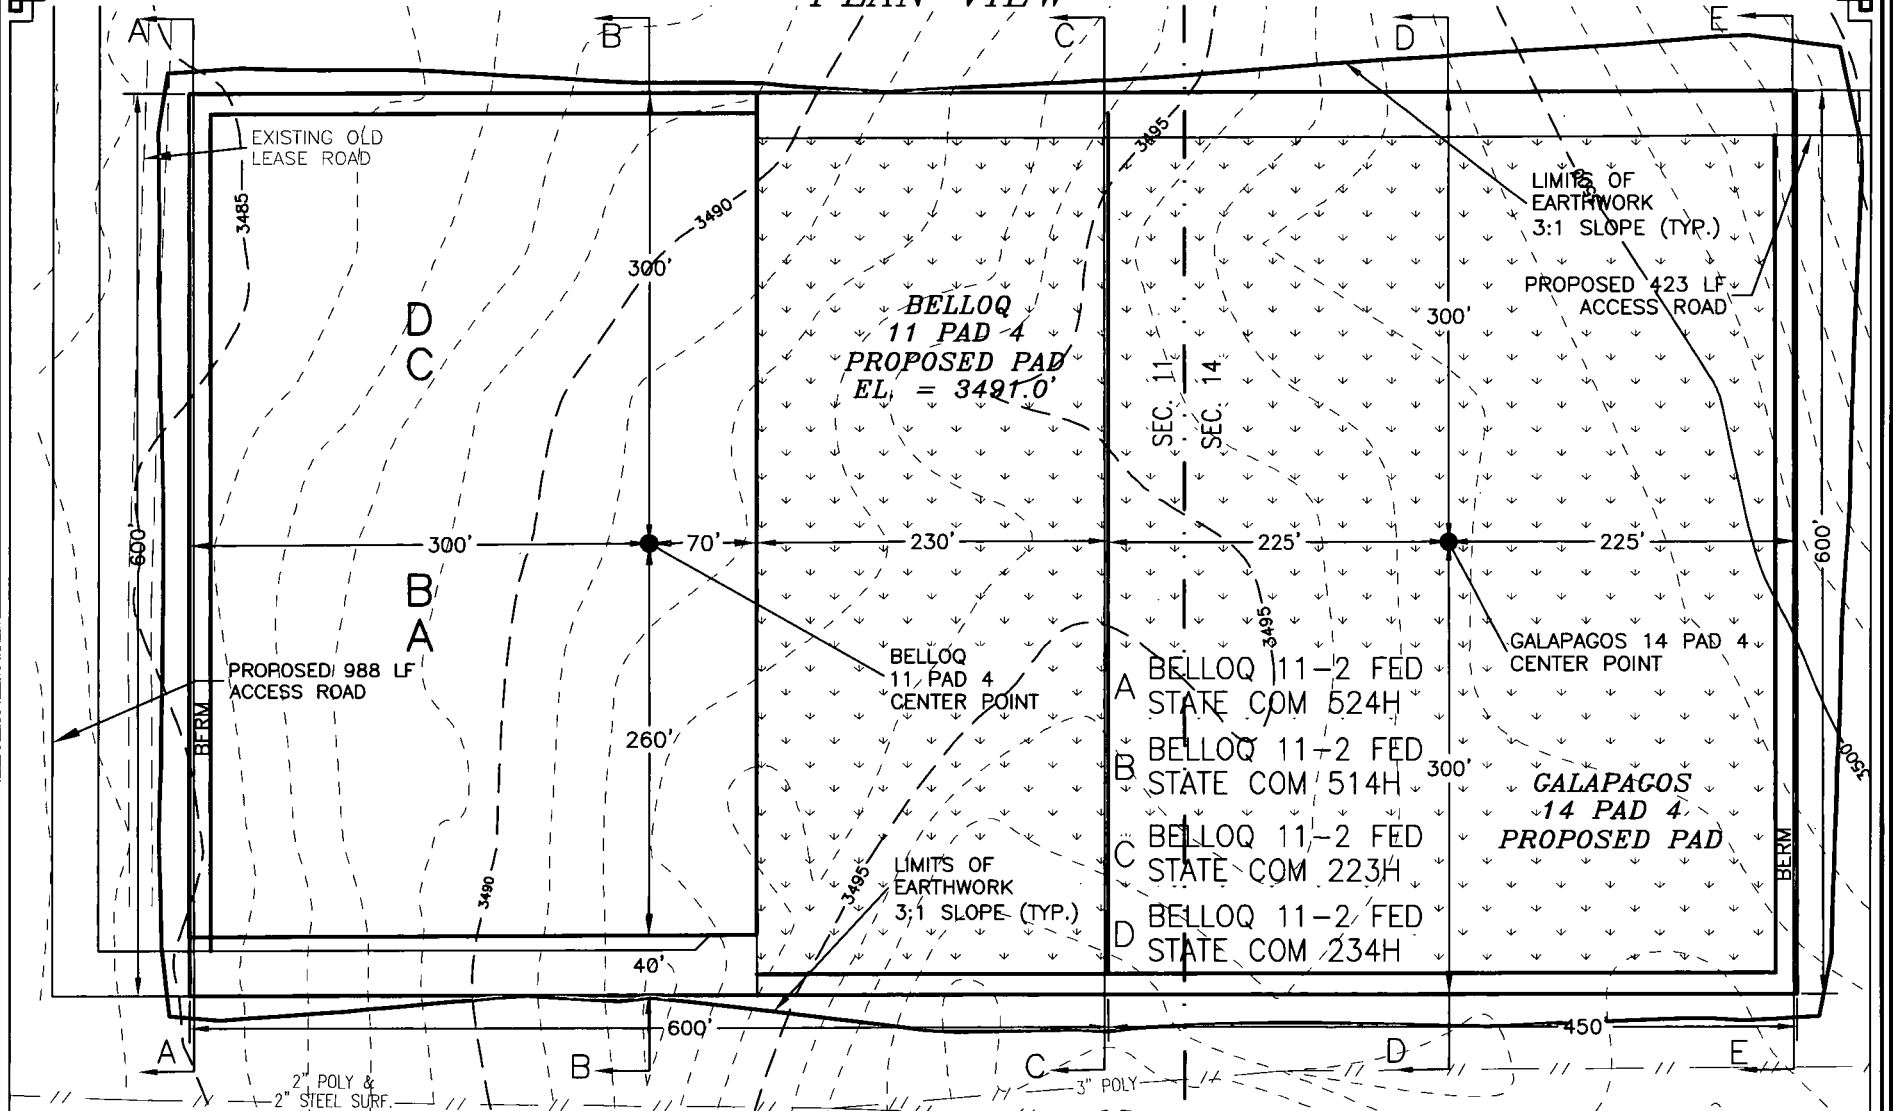 PLAN VIEW
A
B
C
D
E
EXISTING OLD
LEASE ROAD
3485
3490
3495
300'
LIMITS OF
EARTHWORK
3:1 SLOPE (TYP.)
PROPOSED 423 LF
ACCESS ROAD
D
C
BELLOQ
11 PAD 4
PROPOSED PAD
EL. = 3491.0'
SEC. 11
SEC. 14
300'
600'
300'
70'
230'
225'
225'
600'
B
A
PROPOSED 988 LF
ACCESS ROAD
BERM
BELLOQ
11 PAD 4
CENTER POINT
3495
GALAPAGOS 14 PAD 4
CENTER POINT
260'
A BELLOQ 11-2 FED
STATE COM 524H
B BELLOQ 11-2 FED
STATE COM 514H
C BELLOQ 11-2 FED
STATE COM 223H
D BELLOQ 11-2 FED
STATE COM 234H
300'
3500
GALAPAGOS
14 PAD 4
PROPOSED PAD
BERM
3490
3495
LIMITS OF
EARTHWORK
3:1 SLOPE (TYP.)
40'
600'
450'
A
B
C
D
E
2" POLY &
2" STEEL SURF.
3" POLY